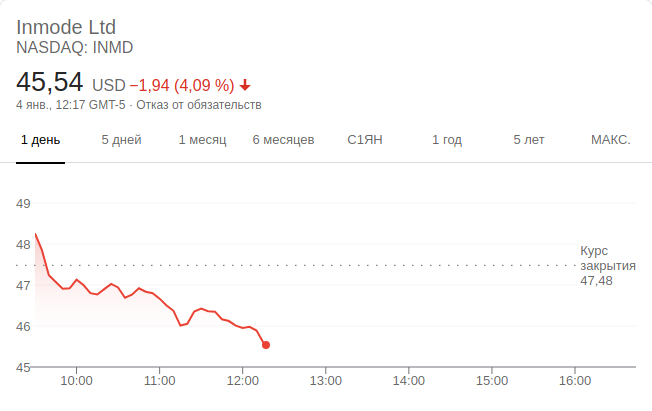 Inmode Ltd
NASDAQ: INMD
45,54 USD −1,94 (4,09 %)
4 янв., 12:17 GMT-5 · Отказ от обязательств
1 день 5 дней 1 месяц 6 месяцев С1ЯН 1 год 5 лет МАКС.
49
48
Курс
закрытия
47,48
47
46
45
10:00 11:00 12:00 13:00 14:00 15:00 16:00